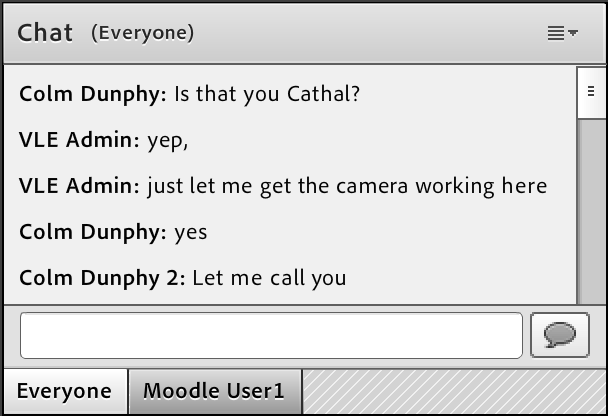 Chat (Everyone)
Colm Dunphy: Is that you Cathal?
VLE Admin: yep,
VLE Admin: just let me get the camera working here
Colm Dunphy: yes
Colm Dunphy 2: Let me call you
Everyone Moodle User1